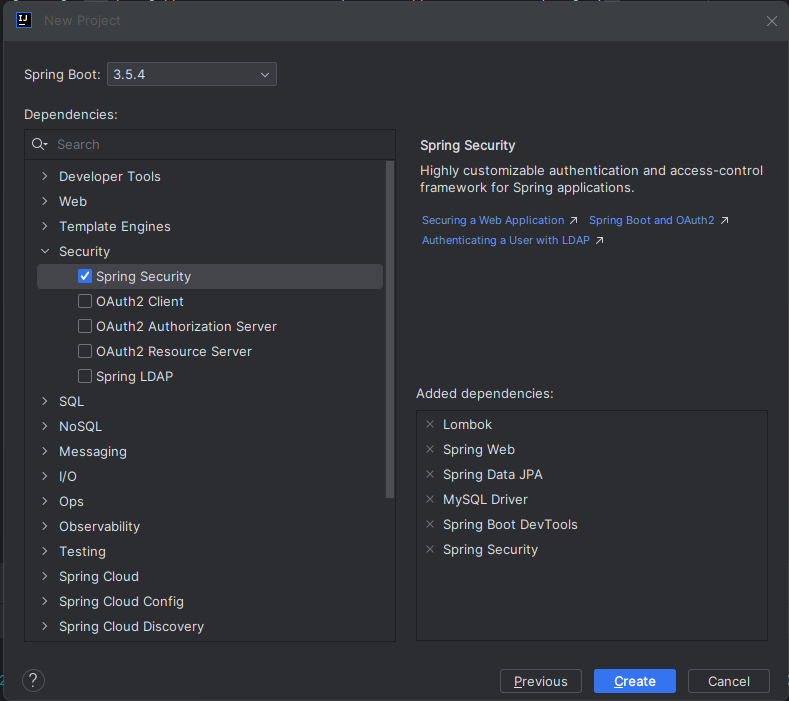 New Project
Spring Boot: 3.5.4
Dependencies:
Search
Developer Tools
Web
Template Engines
Security
Spring Security
OAuth2 Client
OAuth2 Authorization Server
OAuth2 Resource Server
Spring LDAP
SQL
NoSQL
Messaging
I/O
Ops
Observability
Testing
Spring Cloud
Spring Cloud Config
Spring Cloud Discovery
Spring Security
Highly customizable authentication and access-control
framework for Spring applications.
Securing a Web Application ↗ Spring Boot and OAuth2 ↗
Authenticating a User with LDAP ↗
Added dependencies:
Lombok
Spring Web
Spring Data JPA
MySQL Driver
Spring Boot DevTools
Spring Security
? Previous Create Cancel